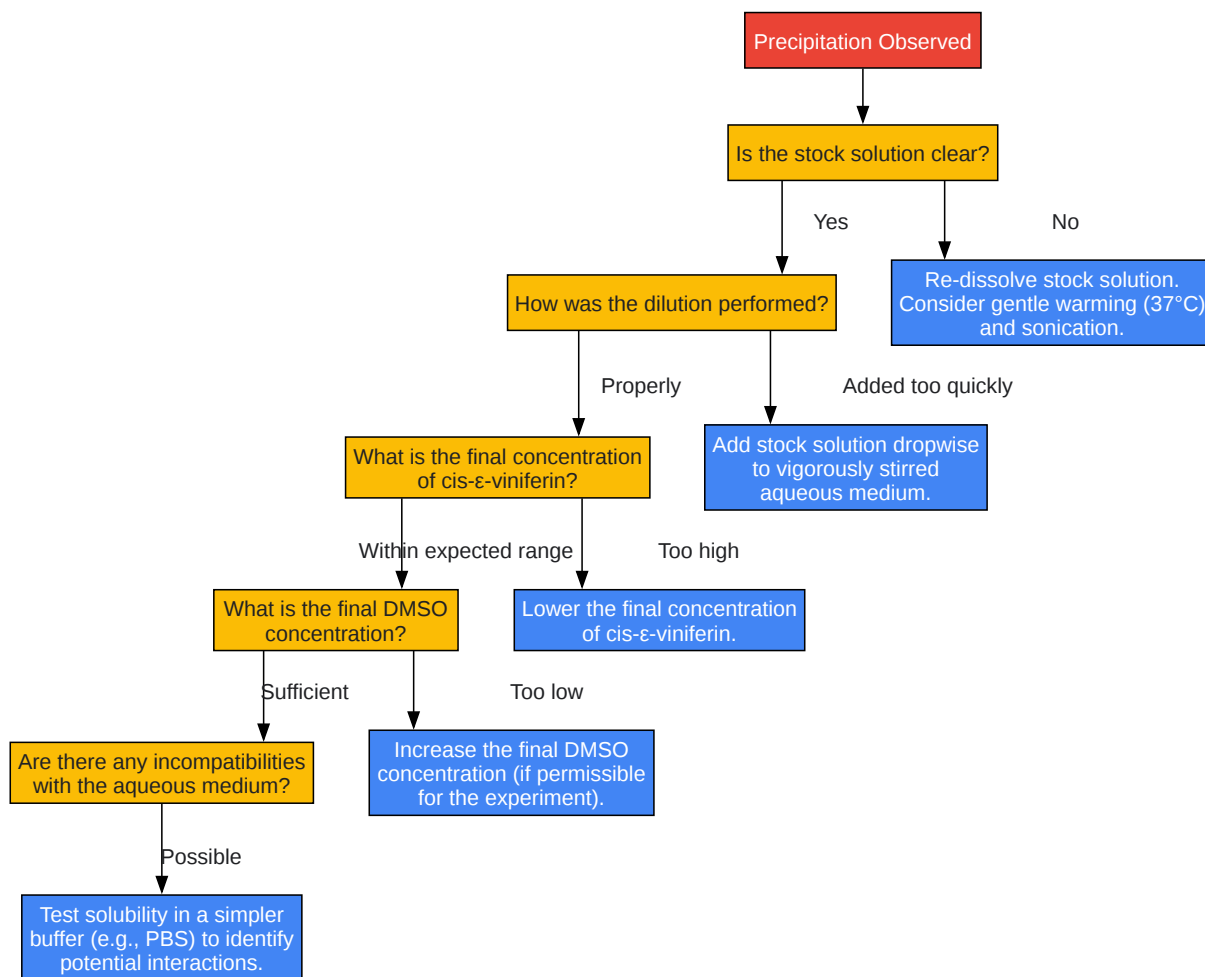 Precipitation Observed
Is the stock solution clear?
Yes
No
Re-dissolve stock solution.
Consider gentle warming (37°C)
and sonication.
How was the dilution performed?
Properly
Added too quickly
Add stock solution dropwise
to vigorously stirred
aqueous medium.
What is the final concentration
of cis-ε-viniferin?
Within expected range
Too high
Lower the final concentration
of cis-ε-viniferin.
What is the final DMSO
concentration?
Sufficient
Too low
Increase the final DMSO
concentration (if permissible
for the experiment).
Are there any incompatibilities
with the aqueous medium?
Possible
Test solubility in a simpler
buffer (e.g., PBS) to identify
potential interactions.